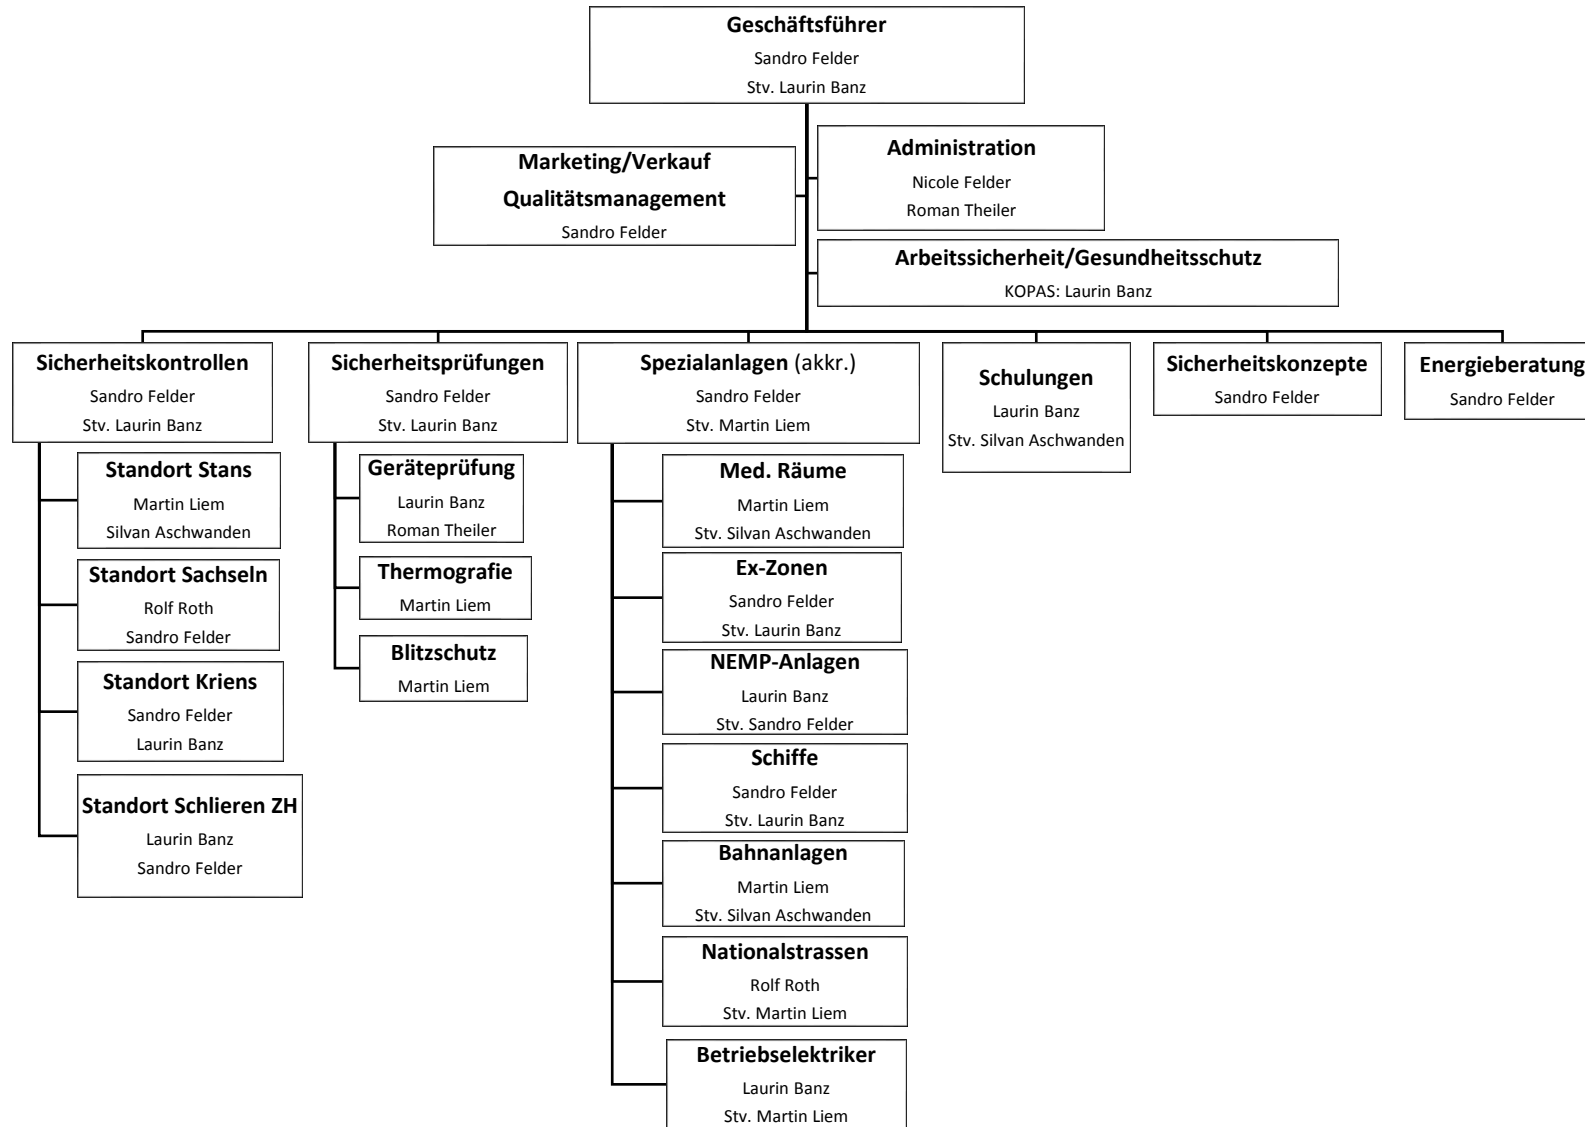 Geschäftsführer
Sandro Felder
Stv. Laurin Banz
Marketing/Verkauf
Qualitätsmanagement
Sandro Felder
Administration
Nicole Felder
Roman Theiler
Arbeitssicherheit/Gesundheitsschutz
KOPAS: Laurin Banz
Sicherheitskontrollen
Sandro Felder
Stv. Laurin Banz
Standort Stans
Martin Liem
Silvan Aschwanden
Standort Sachseln
Rolf Roth
Sandro Felder
Standort Kriens
Sandro Felder
Laurin Banz
Standort Schlieren ZH
Laurin Banz
Sandro Felder
Sicherheitsprüfungen
Sandro Felder
Stv. Laurin Banz
Geräteprüfung
Laurin Banz
Roman Theiler
Thermografie
Martin Liem
Blitzschutz
Martin Liem
Spezialanlagen (akkr.)
Sandro Felder
Stv. Martin Liem
Med. Räume
Martin Liem
Stv. Silvan Aschwanden
Ex-Zonen
Sandro Felder
Stv. Laurin Banz
NEMP-Anlagen
Laurin Banz
Stv. Sandro Felder
Schiffe
Sandro Felder
Stv. Laurin Banz
Bahnanlagen
Martin Liem
Stv. Silvan Aschwanden
Nationalstrassen
Rolf Roth
Stv. Martin Liem
Betriebselektriker
Laurin Banz
Stv. Martin Liem
Schulungen
Laurin Banz
Stv. Silvan Aschwanden
Sicherheitskonzepte
Sandro Felder
Energieberatung
Sandro Felder